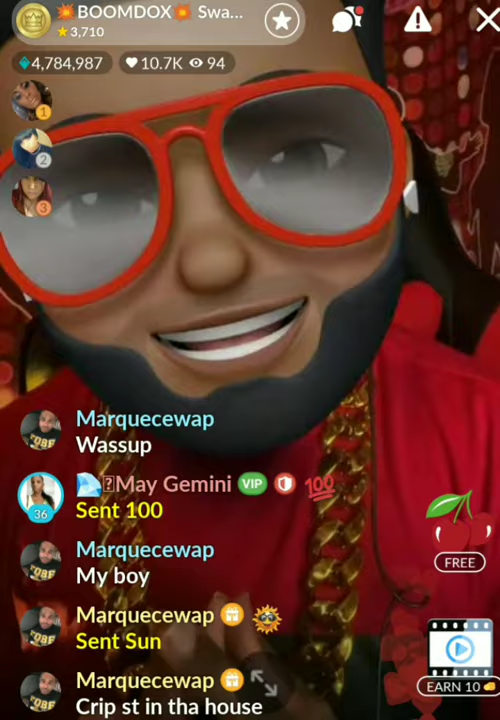 💥BOOMDOX💥 Swa...
⭐3,710
4,784,987 10.7K 94
1
2
3
Marquecewap
Wassup
May Gemini VIP 💯
36
Sent 100
Marquecewap
My boy
FREE
Marquecewap
Sent Sun
Marquecewap
EARN 10
Crip st in tha house